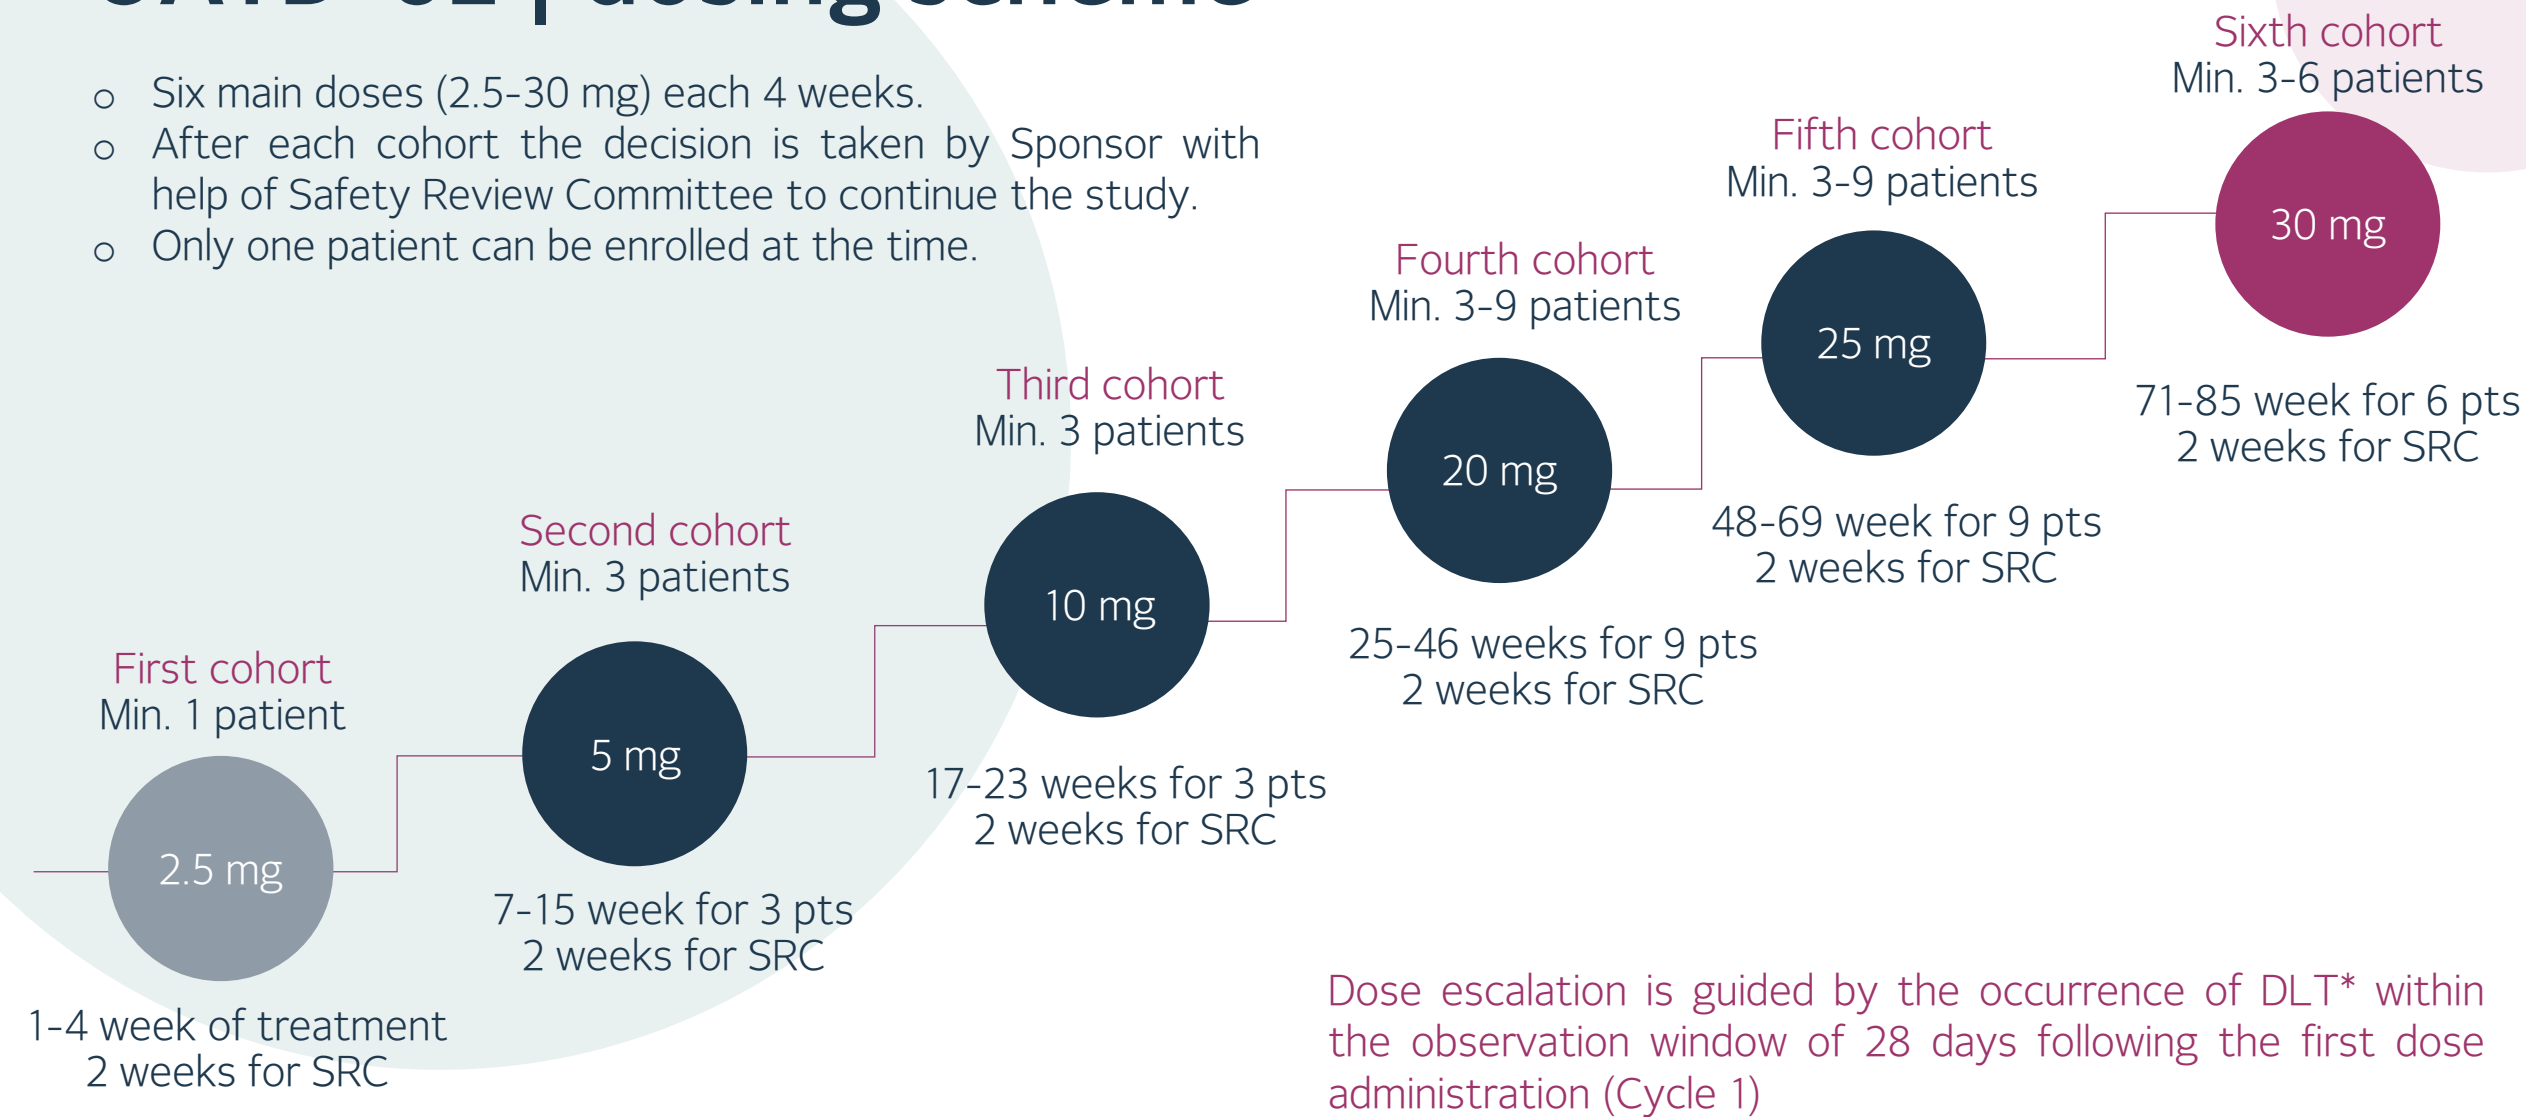 | dosing scheme
o Six main doses (2.5-30 mg) each 4 weeks.
o After each cohort the decision is taken by Sponsor with
help of Safety Review Committee to continue the study.
o Only one patient can be enrolled at the time.
First cohort
Min. 1 patient
2.5 mg
1-4 week of treatment
2 weeks for SRC
Second cohort
Min. 3 patients
5 mg
7-15 week for 3 pts
2 weeks for SRC
Third cohort
Min. 3 patients
10 mg
17-23 weeks for 3 pts
2 weeks for SRC
Fourth cohort
Min. 3-9 patients
20 mg
25-46 weeks for 9 pts
2 weeks for SRC
Fifth cohort
Min. 3-9 patients
25 mg
48-69 week for 9 pts
2 weeks for SRC
Sixth cohort
Min. 3-6 patients
30 mg
71-85 week for 6 pts
2 weeks for SRC
Dose escalation is guided by the occurrence of DLT* within
the observation window of 28 days following the first dose
administration (Cycle 1)